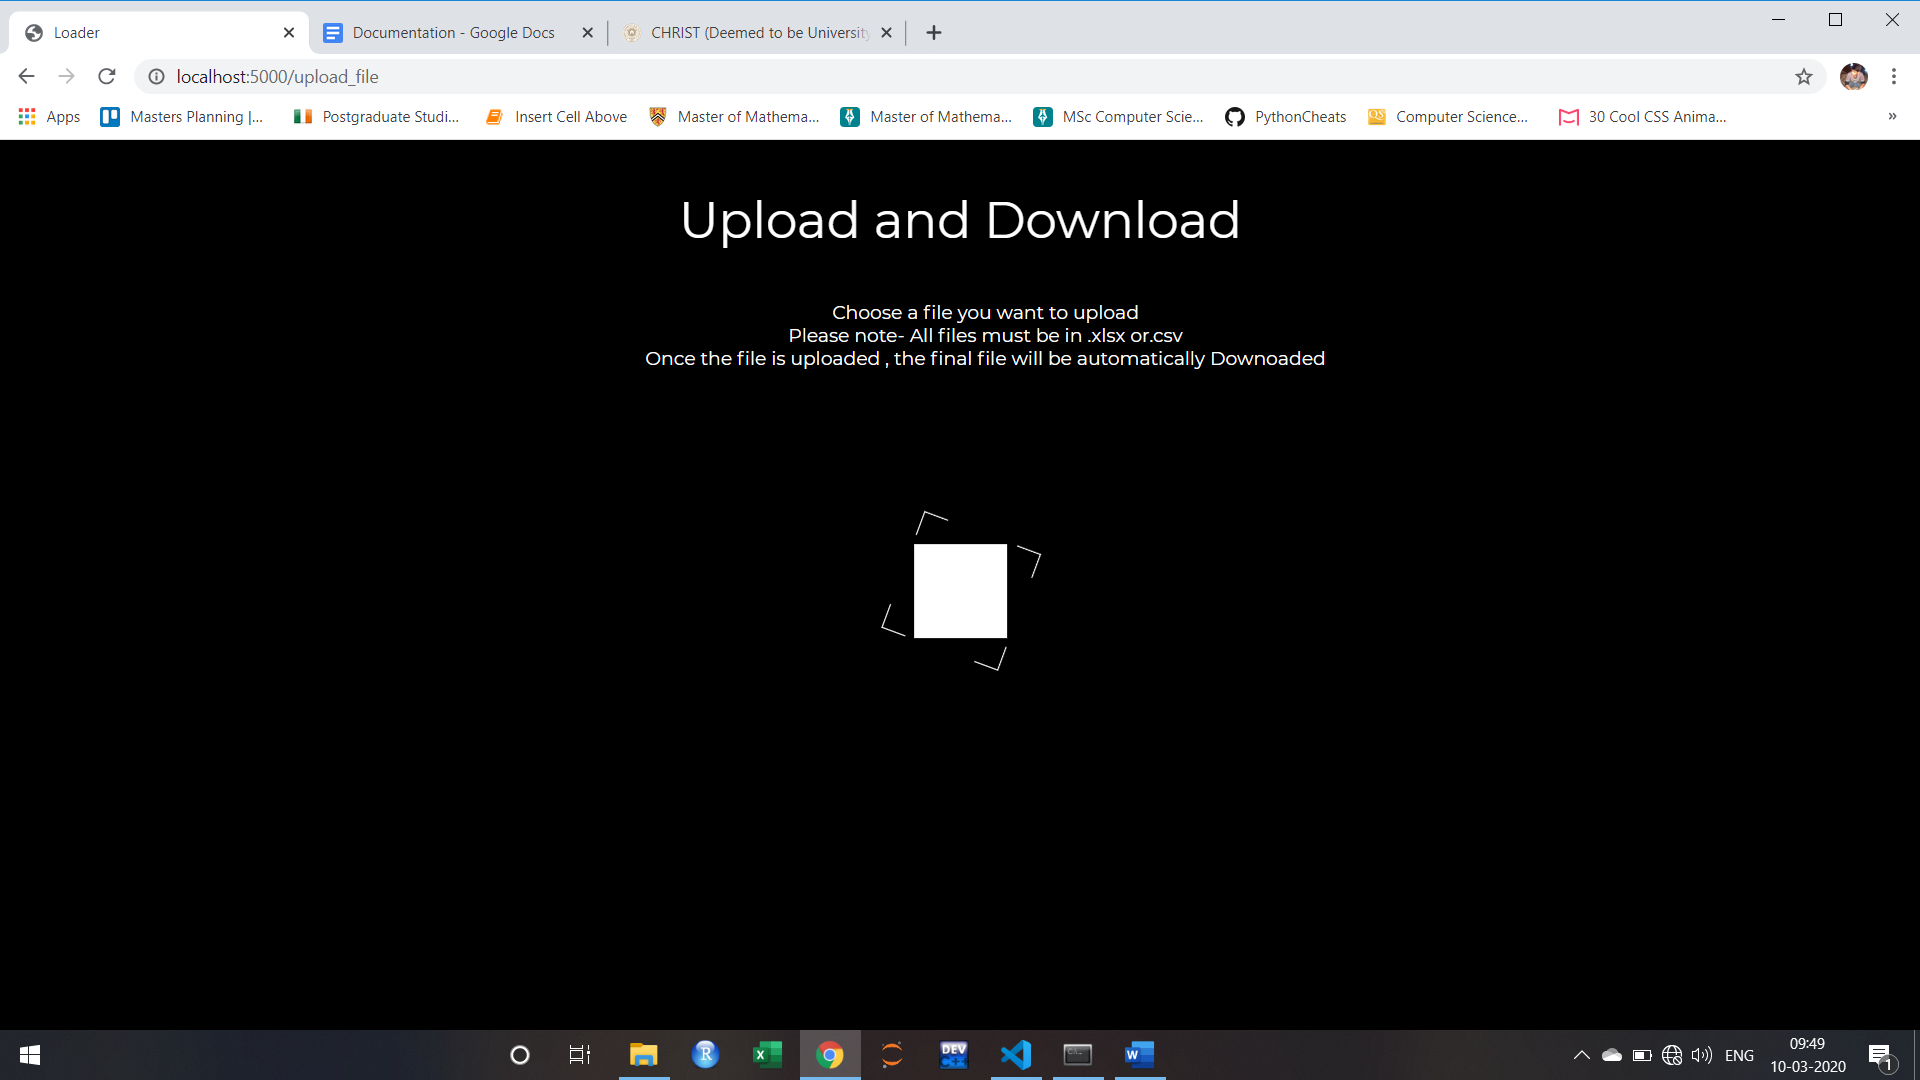 Loader
Documentation - Google Docs
CHRIST (Deemed to be University
localhost:5000/upload_file
Apps
Masters Planning |...
Postgraduate Studi...
Insert Cell Above
Master of Mathema...
Master of Mathema...
MSc Computer Scie...
PythonCheats
Computer Science...
30 Cool CSS Anima...
»
Upload and Download
Choose a file you want to upload
Please note- All files must be in .xlsx or.csv
Once the file is uploaded , the final file will be automatically Downoaded
R
X
DEV
C++
W
ENG
09:49
10-03-2020
1